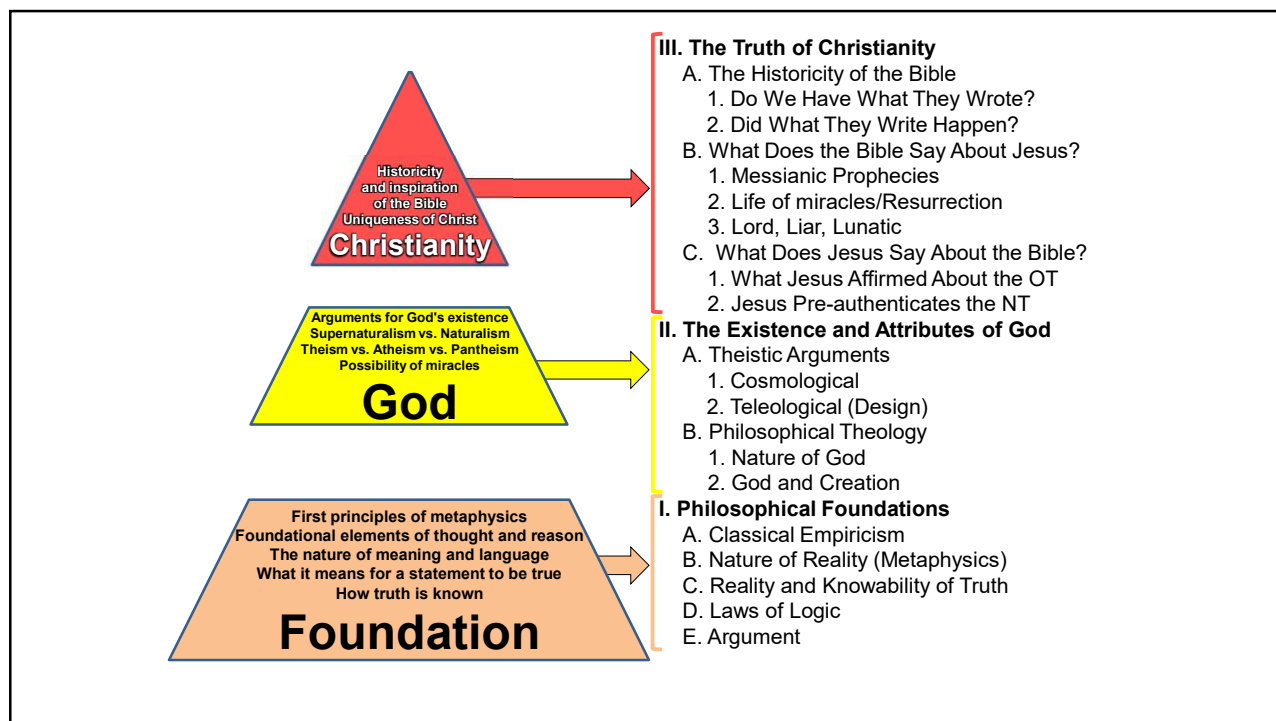 Historicity
and inspiration
of the Bible
Uniqueness of Christ
Christianity
III. The Truth of Christianity
A. The Historicity of the Bible
1. Do We Have What They Wrote?
2. Did What They Write Happen?
B. What Does the Bible Say About Jesus?
1. Messianic Prophecies
2. Life of miracles/Resurrection
3. Lord, Liar, Lunatic
C. What Does Jesus Say About the Bible?
1. What Jesus Affirmed About the OT
2. Jesus Pre-authenticates the NT
Arguments for God's existence
Supernaturalism vs. Naturalism
Theism vs. Atheism vs. Pantheism
Possibility of miracles
God
II. The Existence and Attributes of God
A. Theistic Arguments
1. Cosmological
2. Teleological (Design)
B. Philosophical Theology
1. Nature of God
2. God and Creation
First principles of metaphysics
Foundational elements of thought and reason
The nature of meaning and language
What it means for a statement to be true
How truth is known
Foundation
I. Philosophical Foundations
A. Classical Empiricism
B. Nature of Reality (Metaphysics)
C. Reality and Knowability of Truth
D. Laws of Logic
E. Argument